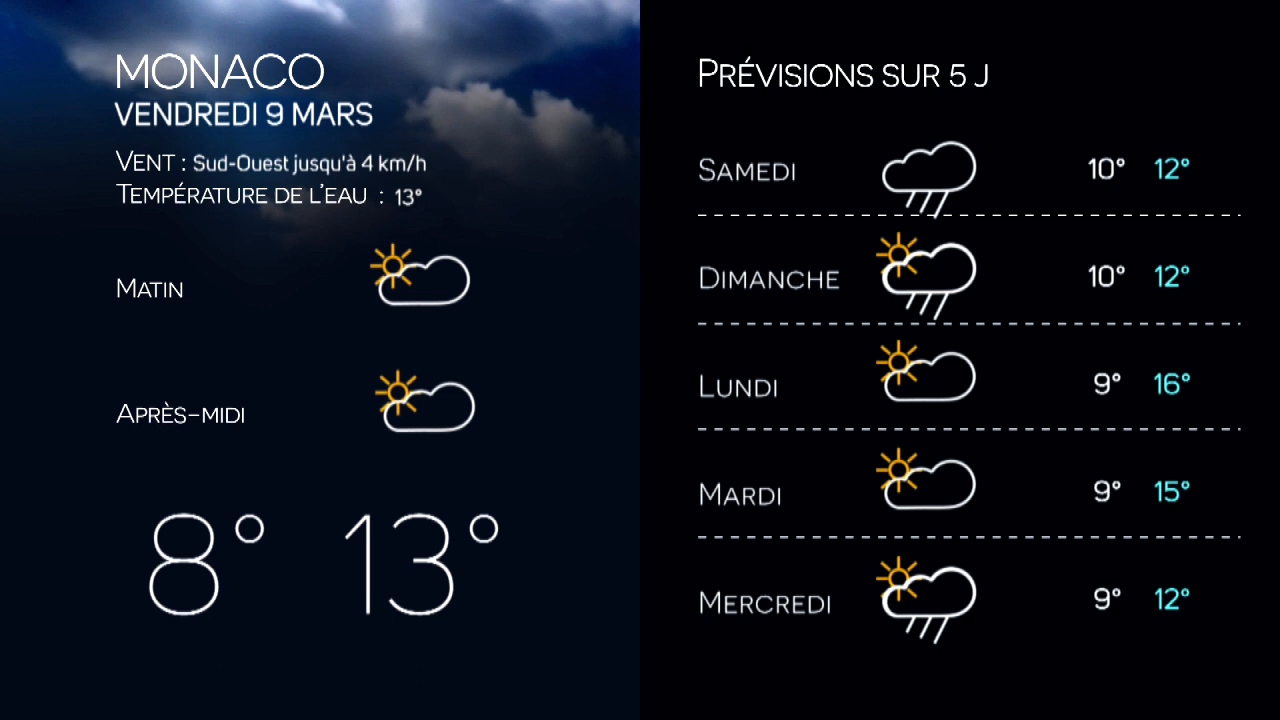 MONACO
VENDREDI 9 MARS
VENT : Sud-Ouest jusqu'à 4 km/h
TEMPÉRATURE DE L'EAU : 13°
MATIN
APRÈS-MIDI
8° 13°
PRÉVISIONS SUR 5 J
SAMEDI 10° 12°
DIMANCHE 10° 12°
LUNDI 9° 16°
MARDI 9° 15°
MERCREDI 9° 12°